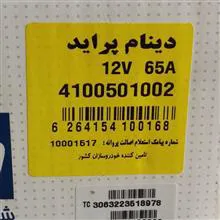 دینام پراید
12V 65A
4100501002
6 264154 100168
شماره پیامک استعلام اصالت پروانه :
10001517
تامین کننده خودروسازان کشور
TC 3063223518978